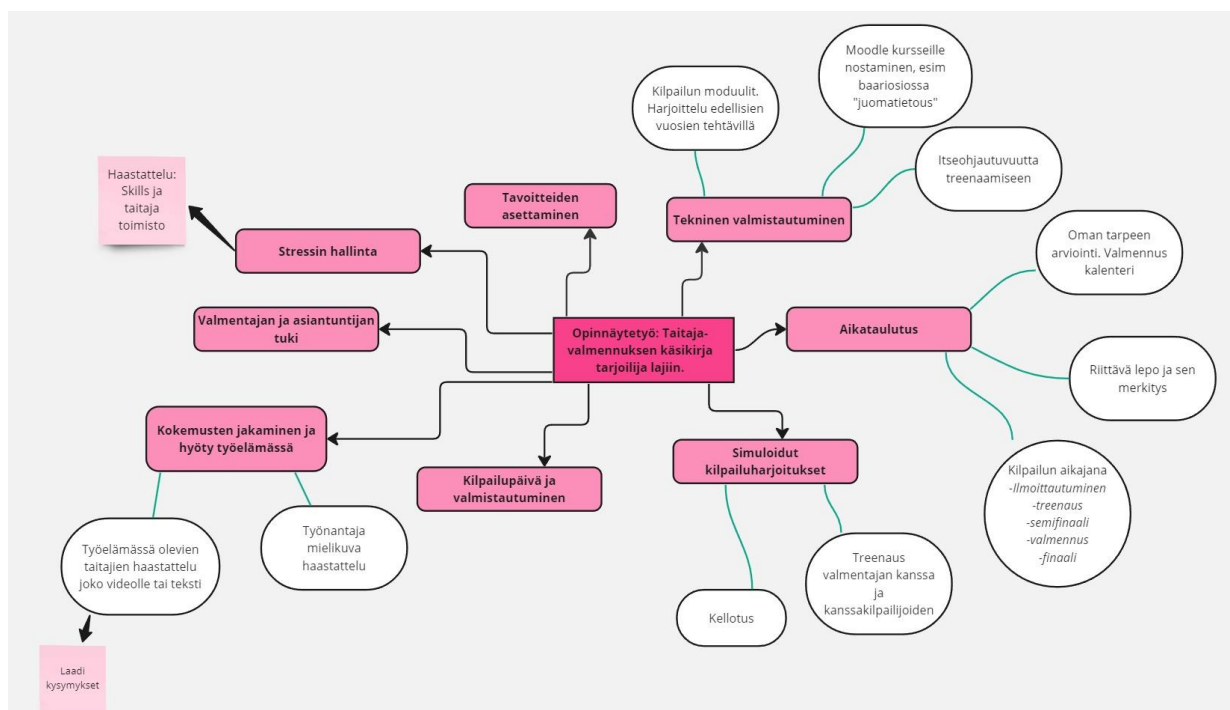 Moodle kursseille
nostaminen, esim
baariosiossa
"juomatietous"
Kilpailun moduulit.
Harjoittelu edellisien
vuosien tehtävillä
Itseohjautuvuutta
treenaamiseen
Haastattelu:
Skills ja
taitaja
toimisto
Tavoitteiden
asettaminen
Tekninen valmistautuminen
Stressin hallinta
Oman tarpeen
arviointi. Valmennus
kalenteri
Valmentajan ja asiantuntijan
tuki
Opinnäytetyö: Taitaja-
valmennuksen käsikirja
tarjoilija lajiin.
Aikataulutus
Riittävä lepo ja sen
merkitys
Kokemusten jakaminen ja
hyöty työelämässä
Kilpailupäivä ja
valmistautuminen
Simuloidut
kilpailuharjoitukset
Kilpailun aikajana
-Ilmoittautuminen
-treenaus
-semifinaali
-valmennus
-finaali
Työelämässä olevien
taitajien haastattelu
joko videolle tai teksti
Työnantaja
mielikuva
haastattelu
Treenaus
valmentajan kanssa
ja
kanssakilpailijoiden
Kellotus
Laadi
kysymykset